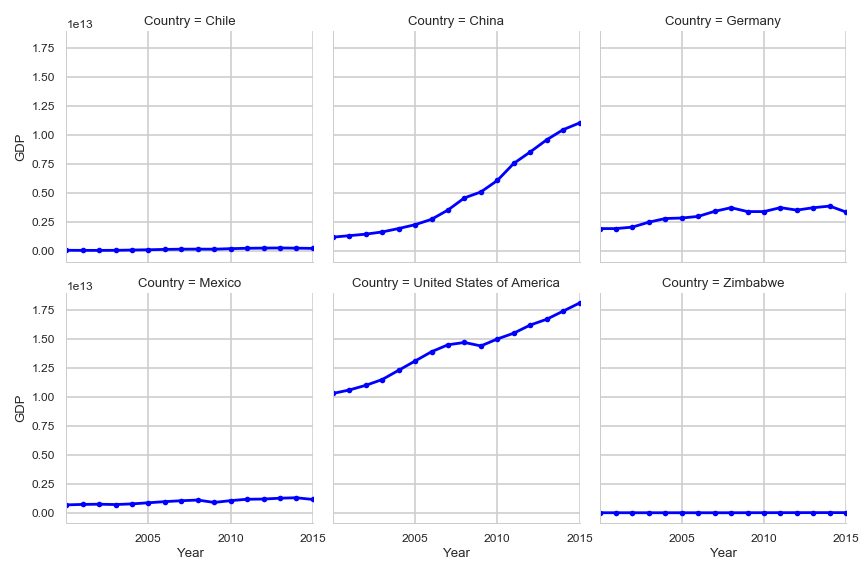 1e13
Country = Chile
Country = China
Country = Germany
GDP
1.75
1.50
1.25
1.00
0.75
0.50
0.25
0.00
1e13
Country = Mexico
Country = United States of America
Country = Zimbabwe
GDP
1.75
1.50
1.25
1.00
0.75
0.50
0.25
0.00
2005 2010 2015
2005 2010 2015
2005 2010 2015
Year
Year
Year